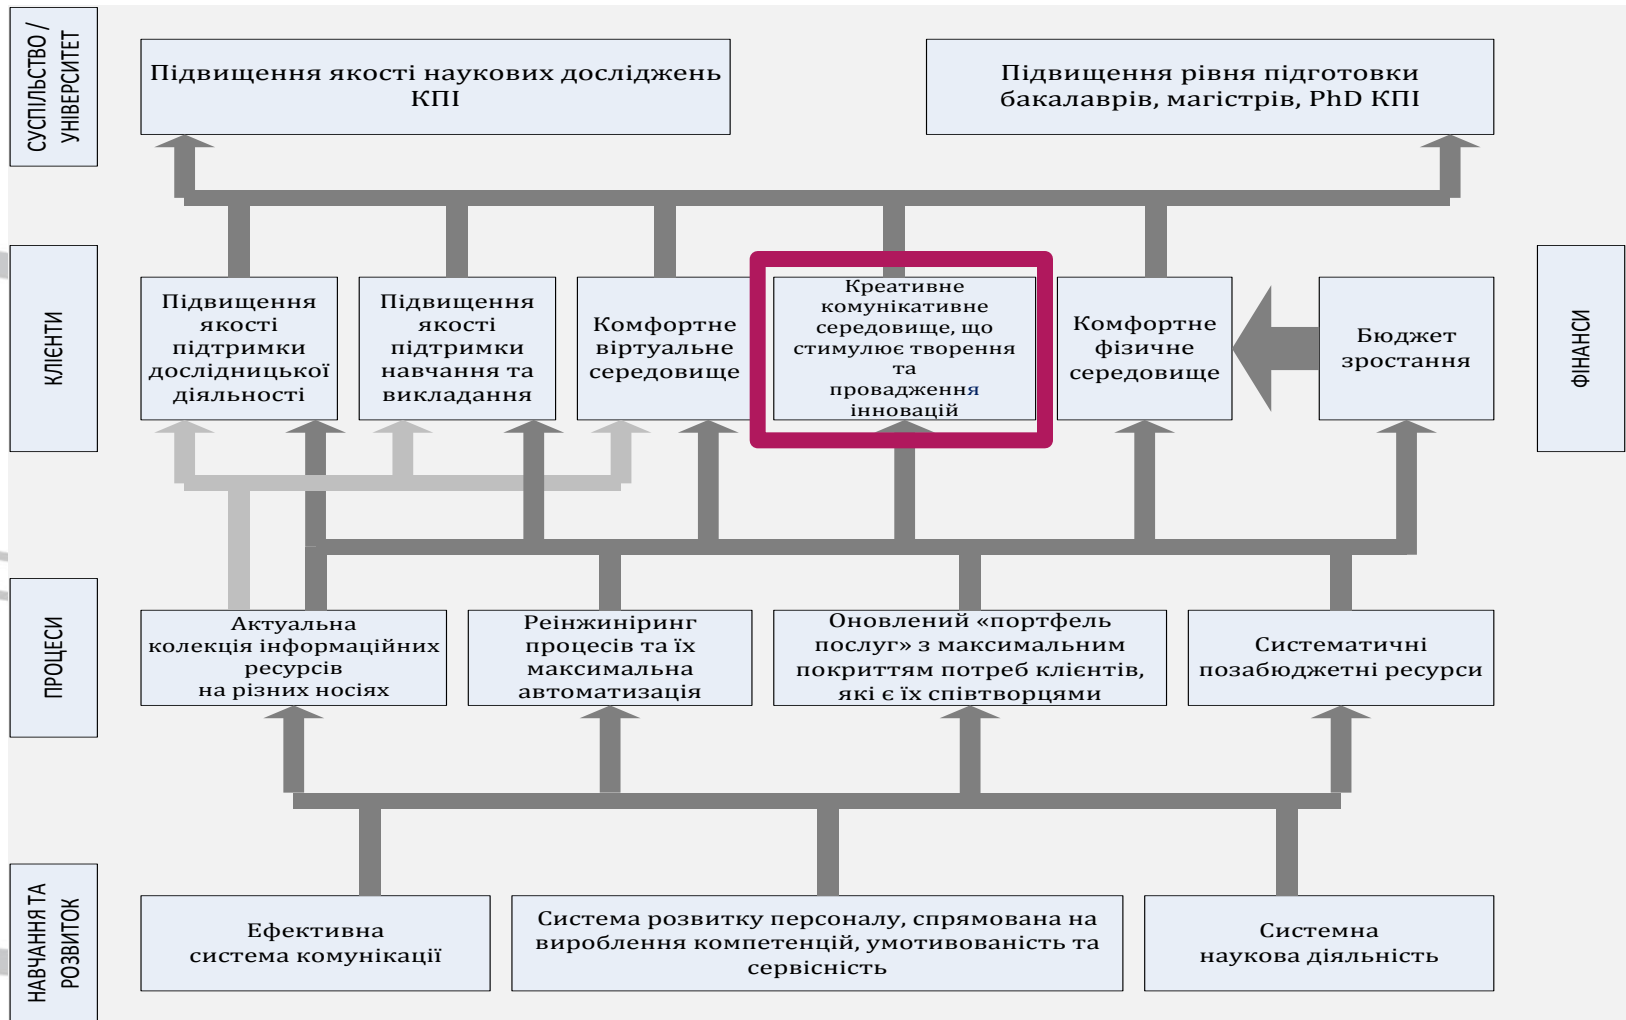 СУСПІЛЬСТВО /
УНІВЕРСИТЕТ
Підвищення якості наукових досліджень
КПІ
Підвищення рівня підготовки
бакалаврів, магістрів, PhD КПІ
КЛІЄНТИ
Підвищення
якості
підтримки
дослідницької
діяльності
Підвищення
якості
підтримки
навчання та
викладання
Комфортне
віртуальне
середовище
Креативне
комунікативне
середовище, що
стимулює творення
та
провадження
інновацій
Комфортне
фізичне
середовище
Бюджет
зростання
ФІНАНСИ
ПРОЦЕСИ
Актуальна
колекція інформаційних
ресурсів
на різних носіях
Реінжиніринг
процесів та їх
максимальна
автоматизація
Оновлений «портфель
послуг» з максимальним
покриттям потреб клієнтів,
які є їх співтворцями
Систематичні
позабюджетні ресурси
НАВЧАННЯ ТА
РОЗВИТОК
Ефективна
система комунікації
Система розвитку персоналу, спрямована на
вироблення компетенцій, умотивованість та
сервісність
Системна
наукова діяльність